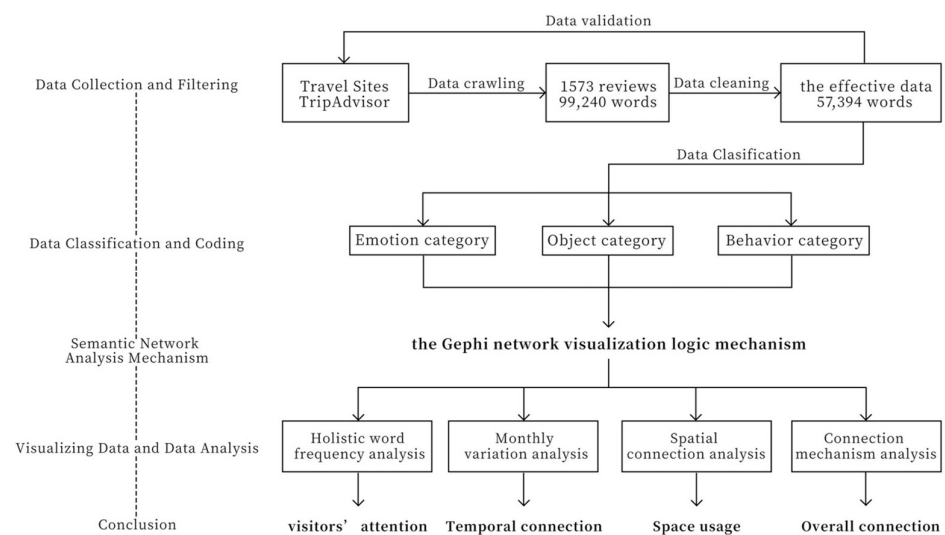 Data validation
Data Collection and Filtering
Travel Sites
TripAdvisor
Data crawling
1573 reviews
99,240 words
Data cleaning
the effective data
57,394 words
Data Clasification
Data Classification and Coding
Emotion category
Object category
Behavior category
Semantic Network
Analysis Mechanism
the Gephi network visualization logic mechanism
Visualizing Data and Data Analysis
Holistic word
frequency analysis
Monthly
variation analysis
Spatial
connection analysis
Connection
mechanism analysis
Conclusion
visitors’ attention
Temporal connection
Space usage
Overall connection